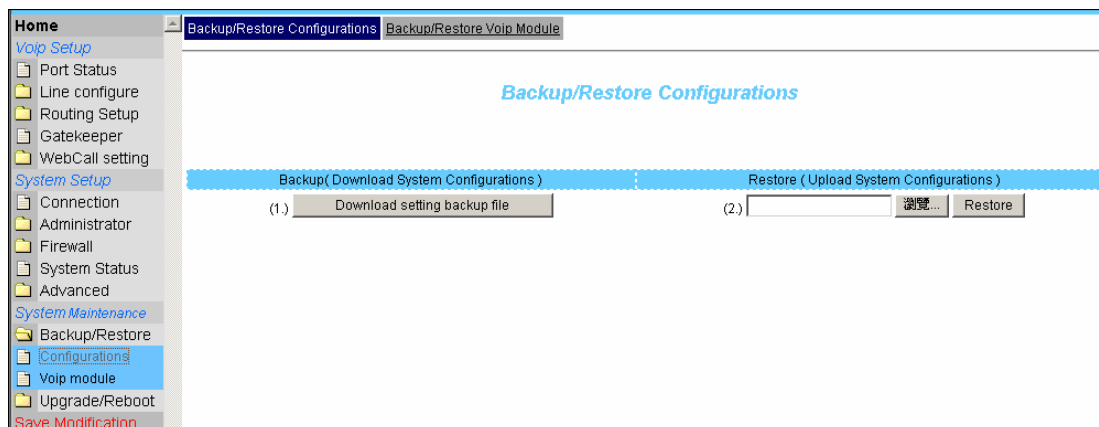 Home
Voip Setup
Port Status
Line configure
Routing Setup
Gatekeeper
WebCall setting
System Setup
Connection
Administrator
Firewall
System Status
Advanced
System Maintenance
Backup/Restore
Configurations
Voip module
Upgrade/Reboot
Save Modification
Backup/Restore Configurations Backup/Restore Voip Module
Backup/Restore Configurations
Backup( Download System Configurations ) Restore ( Upload System Configurations )
(1.) Download setting backup file (2.) 瀏覽... Restore